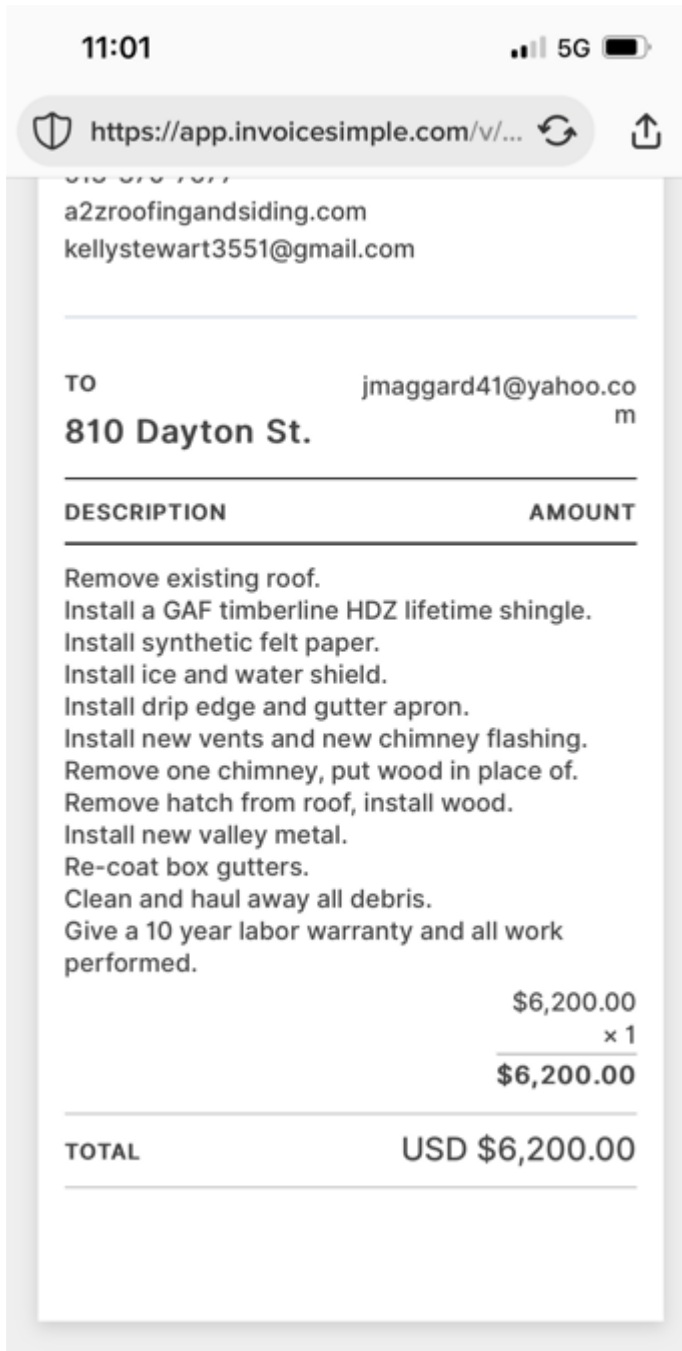 11:01 5G
https://app.invoicesimple.com/v/...
a2zroofingandsiding.com
kellystewart3551@gmail.com
TO jmaggard41@yahoo.co
m
810 Dayton St.
DESCRIPTION AMOUNT
Remove existing roof.
Install a GAF timberline HDZ lifetime shingle.
Install synthetic felt paper.
Install ice and water shield.
Install drip edge and gutter apron.
Install new vents and new chimney flashing.
Remove one chimney, put wood in place of.
Remove hatch from roof, install wood.
Install new valley metal.
Re-coat box gutters.
Clean and haul away all debris.
Give a 10 year labor warranty and all work
performed.
$6,200.00
× 1
$6,200.00
TOTAL USD $6,200.00